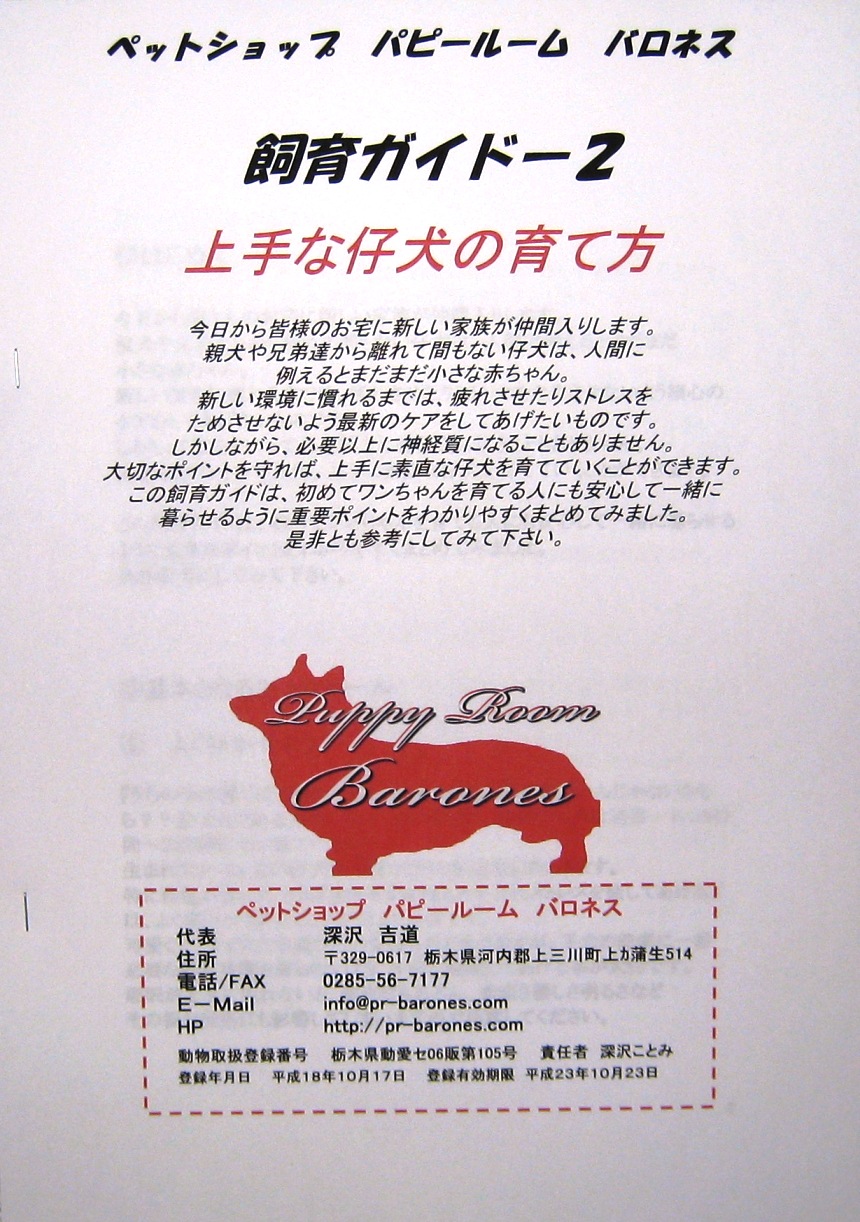 ペットショップ パピールーム バロネス
飼育ガイドー2
上手な仔犬の育て方
今日から皆様のお宅に新しい家族が仲間入りします。
親犬や兄弟達から離れて間もない仔犬は、人間に
例えるとまだまだ小さな赤ちゃん。
新しい環境に慣れるまでは、疲れさせたりストレスを
ためさせないよう最新のケアをしてあげたいものです。
しかしながら、必要以上に神経質になることもありません。
大切なポイントを守れば、上手に素直な仔犬を育てていくことができます。
この飼育ガイドは、初めてワンちゃんを育てる人にも安心して一緒に
暮らせるように重要ポイントをわかりやすくまとめてみました。
是非とも参考にしてみて下さい。
Puppy Room
Barones
ペットショップ パピールーム バロネス
代表 深沢 吉道
住所 〒329-0617 栃木県河内郡上三川町上ｶ蒲生514
電話/FAX 0285-56-7177
E-Mail info@pr-barones.com
HP http://pr-barones.com
動物取扱登録番号 栃木県動愛セ06販第105号 責任者 深沢ことみ
登録年月日 平成18年10月17日 登録有効期限 平成23年10月23日